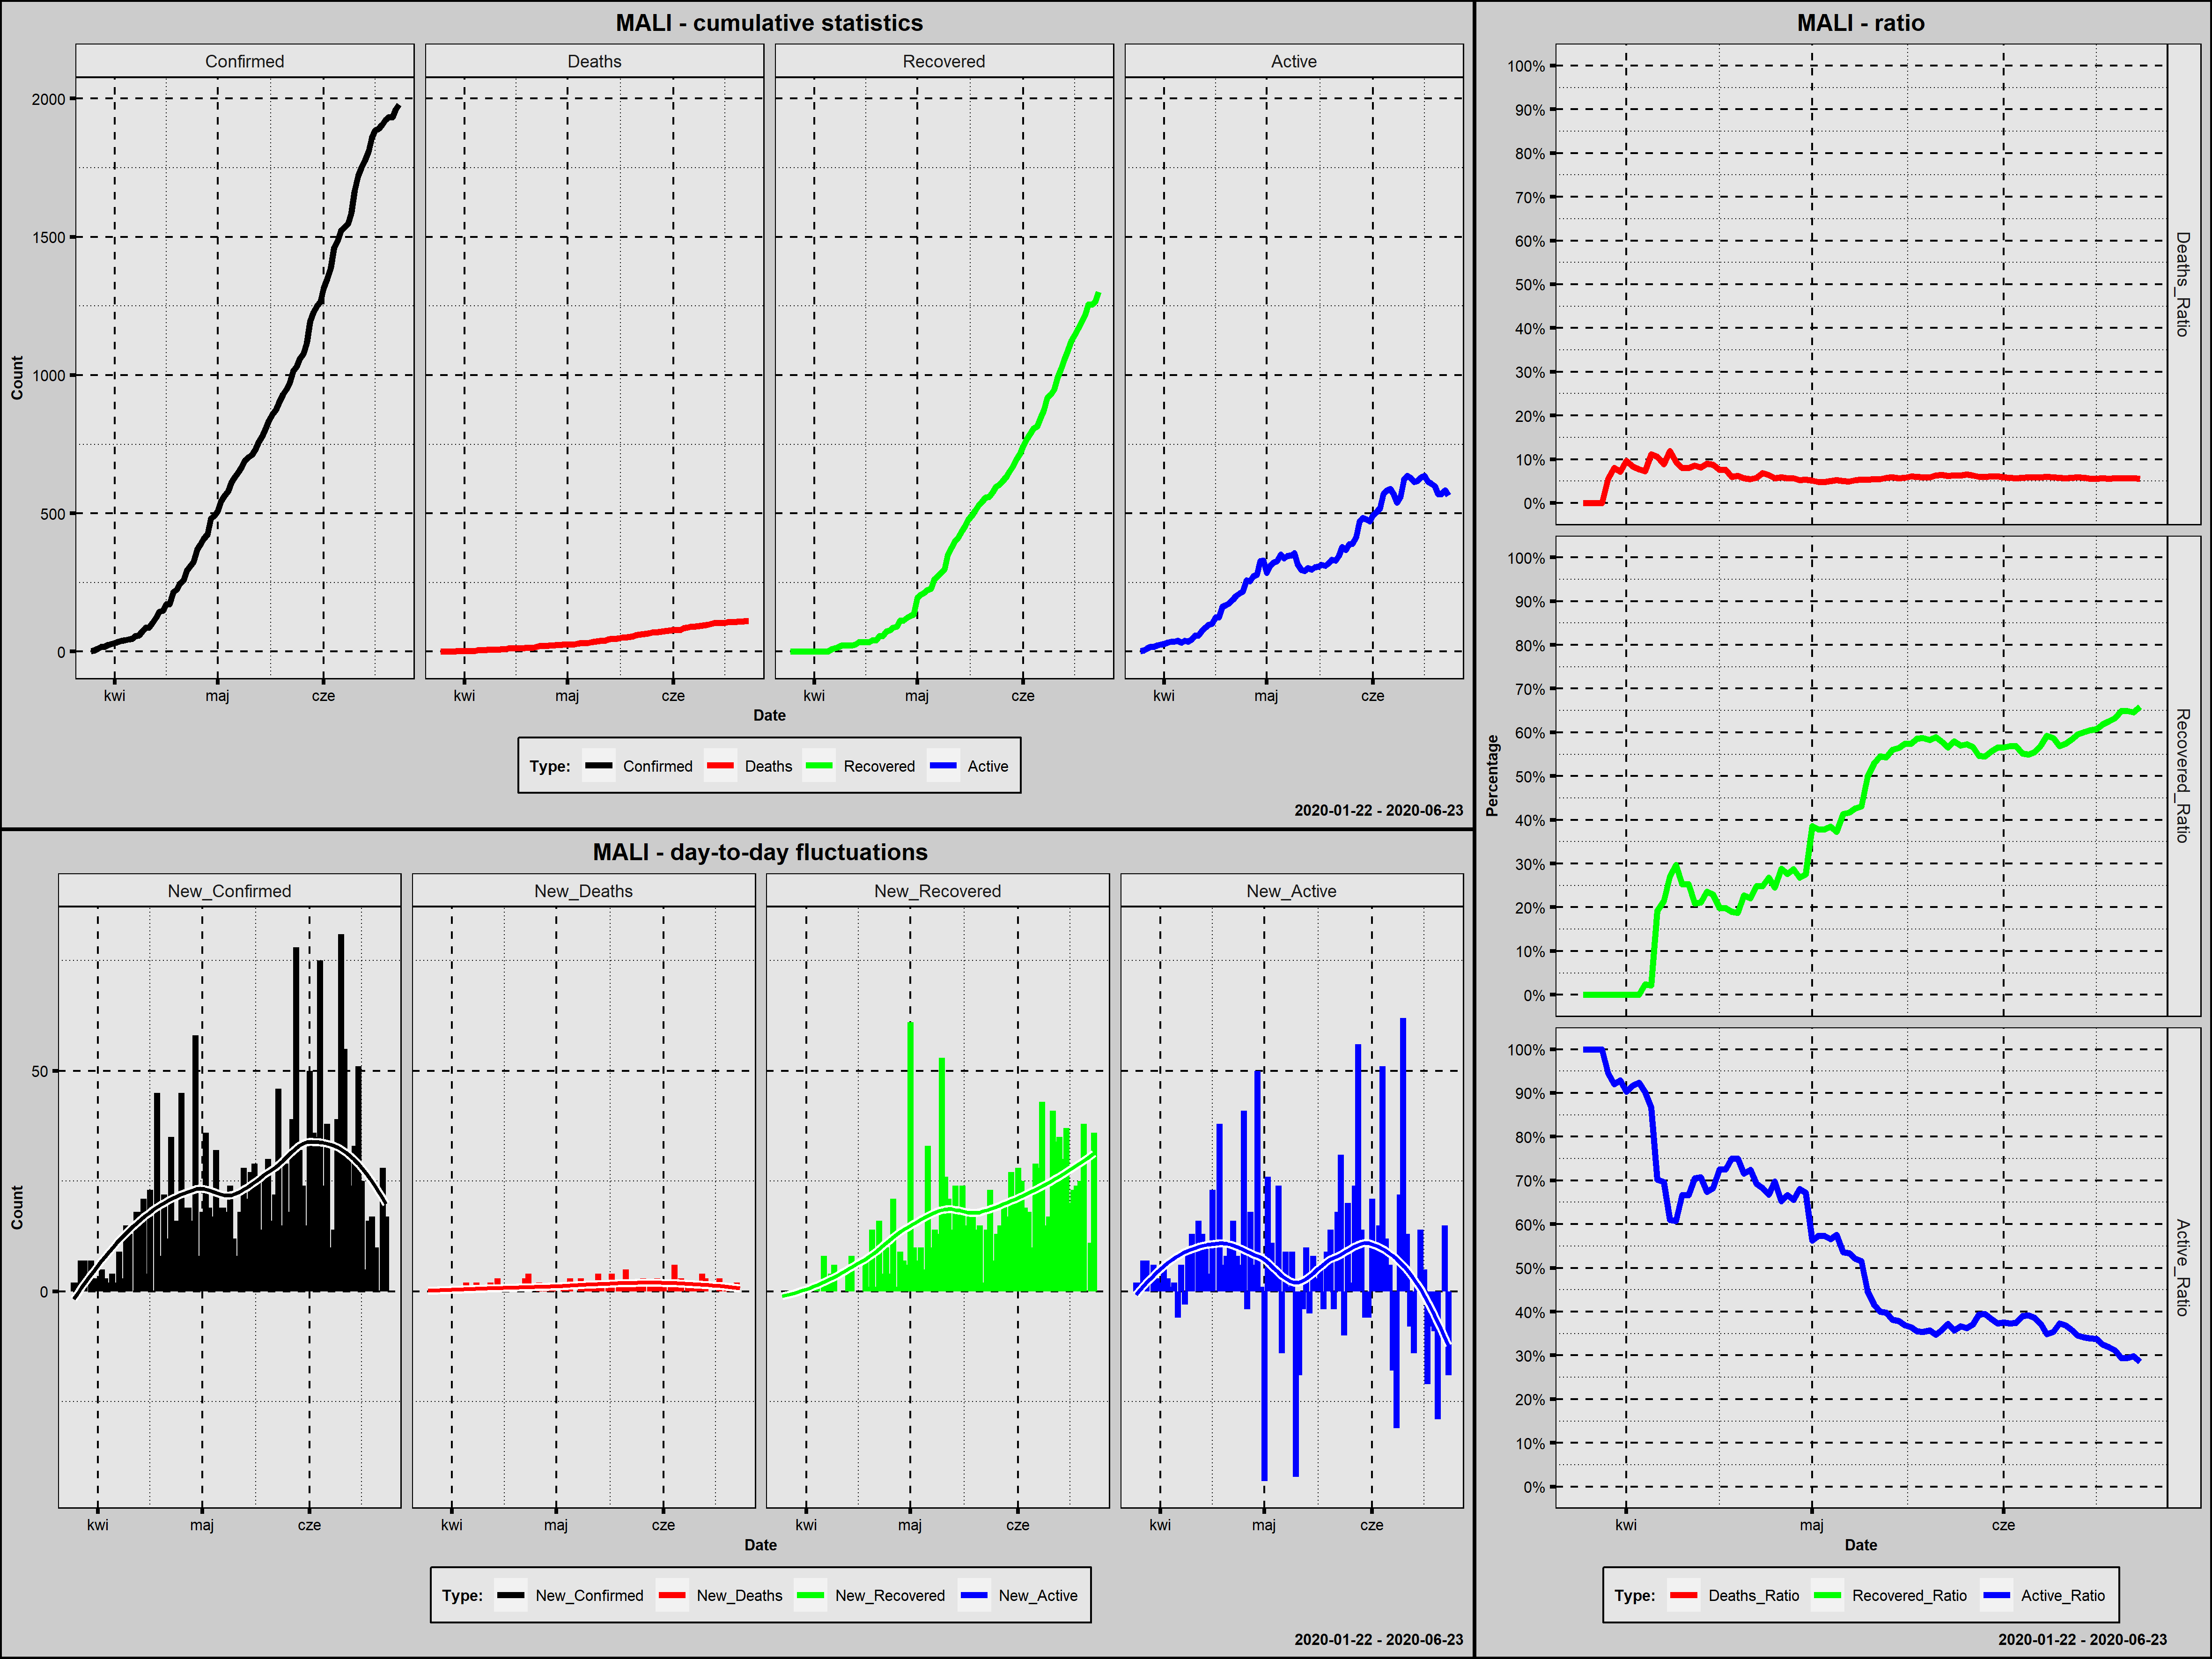 MALI - cumulative statistics
Confirmed Deaths Recovered Active
Count
2000
1500
1000
500
0
kwi maj cze kwi maj cze kwi maj cze kwi maj cze
Date
Type: Confirmed Deaths Recovered Active
2020-01-22 - 2020-06-23
MALI - day-to-day fluctuations
New_Confirmed New_Deaths New_Recovered New_Active
Count
50
0
kwi maj cze kwi maj cze kwi maj cze kwi maj cze
Date
Type: New_Confirmed New_Deaths New_Recovered New_Active
2020-01-22 - 2020-06-23
MALI - ratio
Percentage
100%
90%
80%
70%
60%
50%
40%
30%
20%
10%
0%
Deaths_Ratio
100%
90%
80%
70%
60%
50%
40%
30%
20%
10%
0%
Recovered_Ratio
100%
90%
80%
70%
60%
50%
40%
30%
20%
10%
0%
Active_Ratio
kwi maj cze
Date
Type: Deaths_Ratio Recovered_Ratio Active_Ratio
2020-01-22 - 2020-06-23